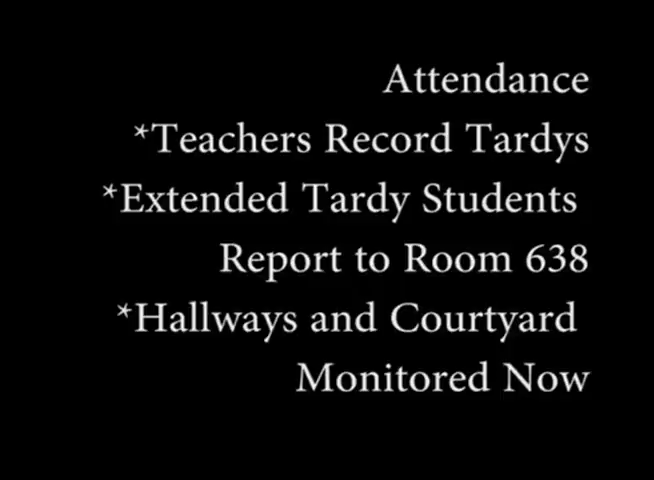 Attendance
*Teachers Record Tardys
*Extended Tardy Students
Report to Room 638
*Hallways and Courtyard
Monitored Now